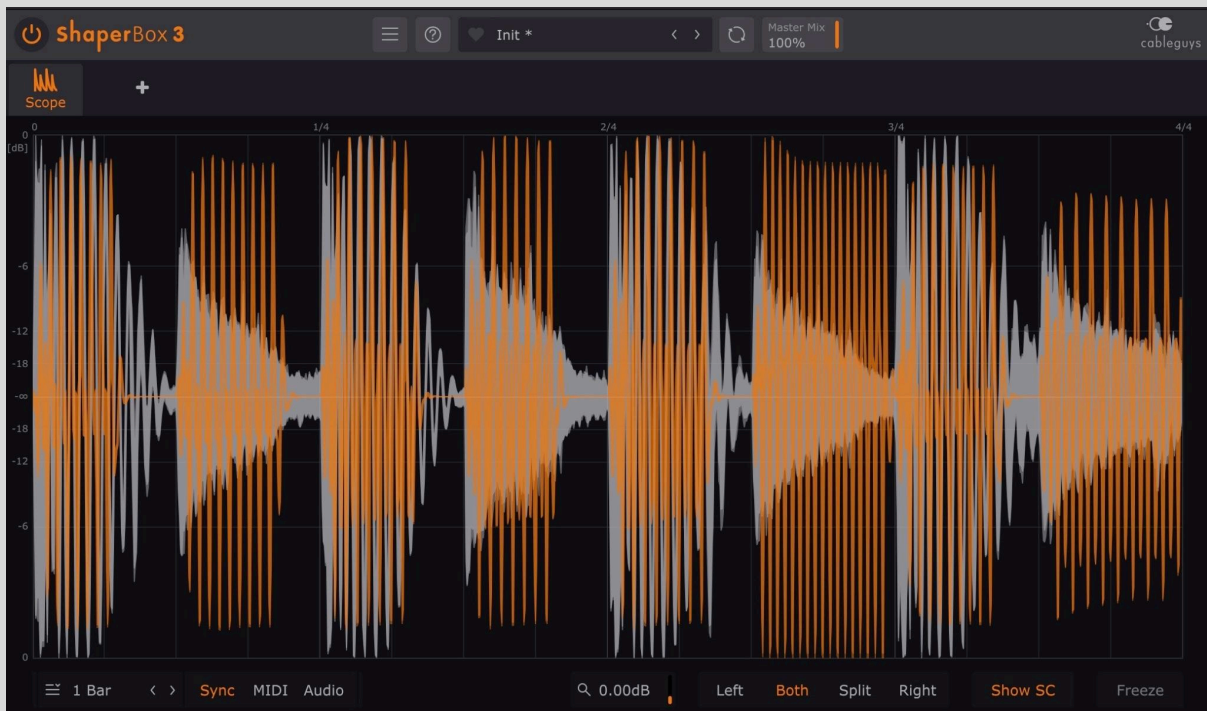 ShaperBox 3
Init *
Master Mix
100%
cableguys
Scope
0 1/4 2/4 3/4 4/4
0
[dB]
-6
-12
-18
-∞
-18
-12
-6
0
1 Bar Sync MIDI Audio 0.00dB Left Both Split Right Show SC Freeze